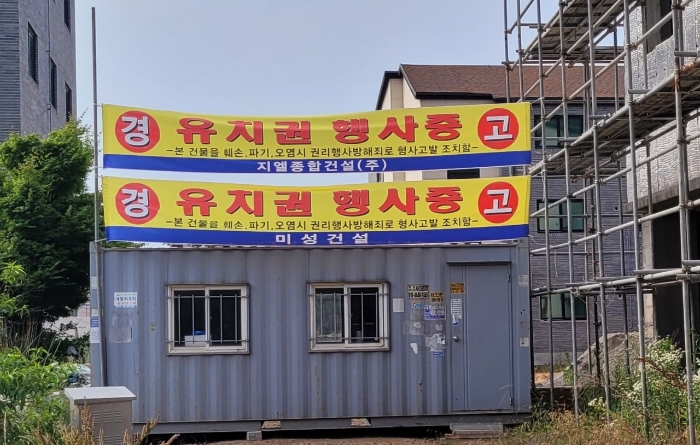 경 유치권 행사중 고
-본 건물을 훼손.파기.오염시 권리행사방해죄로 형사고발 조치함-
지엘종합건설(주)
경 유치권 행사중 고
-본 건물을 훼손.파기.오염시 권리행사방해죄로 형사고발 조치함-
미성건설